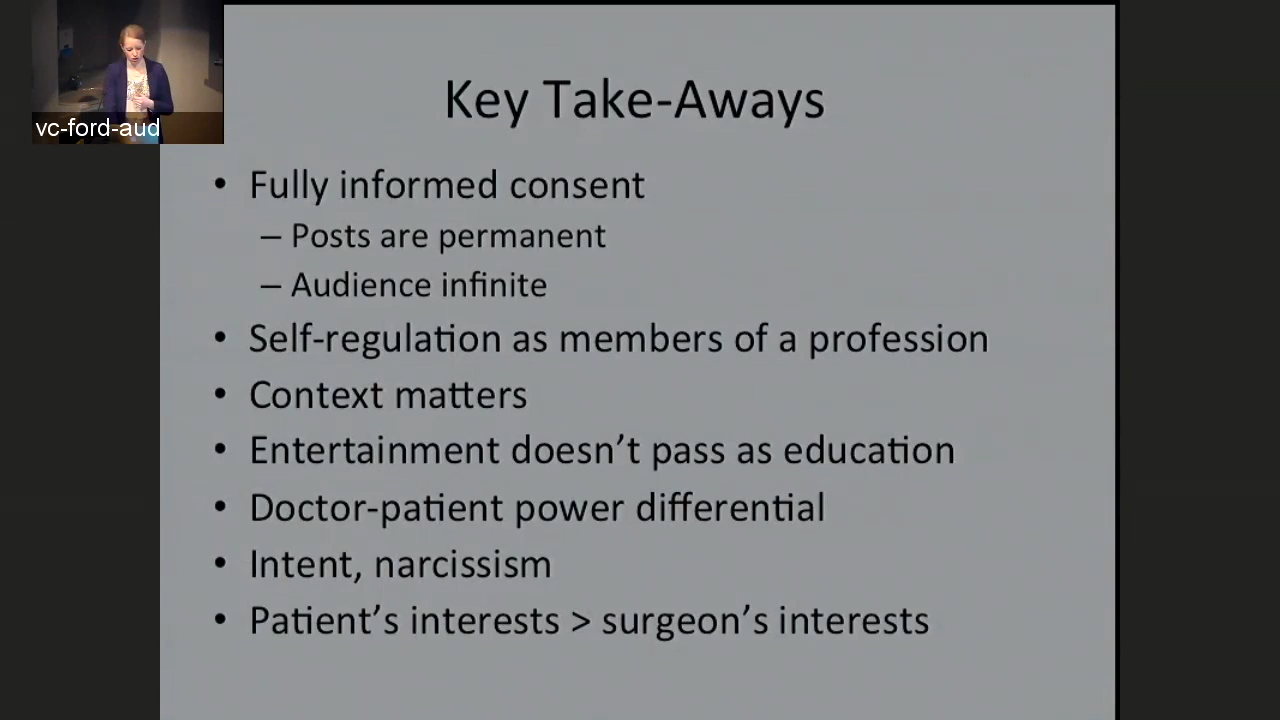 vc-ford-aud
Key Take-Aways
• Fully informed consent
– Posts are permanent
– Audience infinite
• Self-regulation as members of a profession
• Context matters
• Entertainment doesn’t pass as education
• Doctor-patient power differential
• Intent, narcissism
• Patient’s interests > surgeon’s interests